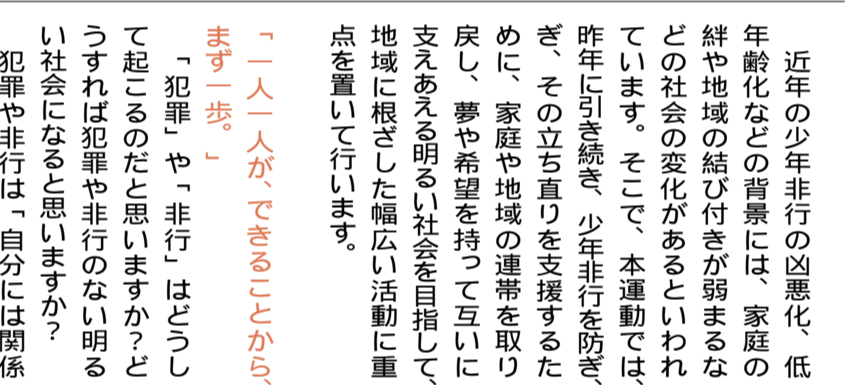 近年の少年非行の凶悪化、低
年齢化などの背景には、家庭の
絆や地域の結び付きが弱まるな
どの社会の変化があるといわれ
ています。そこで、本運動では、
昨年に引き続き、少年非行を防ぎ、
ぎ、その立ち直りを支援するた
めに、家庭や地域の連帯を取り
戻し、夢や希望を持って互いに
支えあえる明るい社会を目指して、
地域に根ざした幅広い活動に重
点を置いて行います。
「一人一人が、できることから、
まず一歩。」
「犯罪」や「非行」はどうし
て起こるのだと思いますか?ど
うすれば犯罪や非行のない明る
い社会になると思いますか?
犯罪や非行は「自分には関係